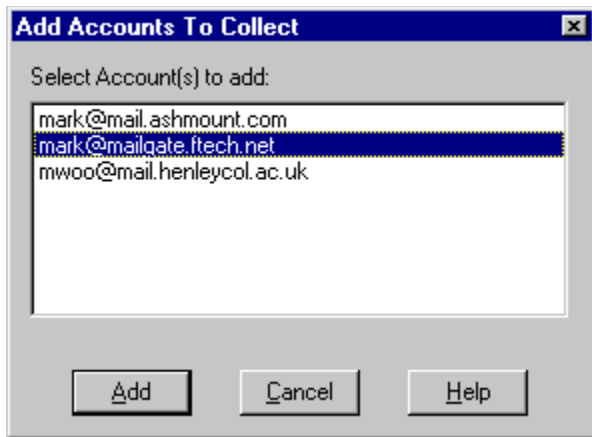 Add Accounts To Collect
Select Account(s) to add:
mark@mail.ashmount.com
mark@mailgate.ftech.net
mwoo@mail.henleycol.ac.uk
Add Cancel Help